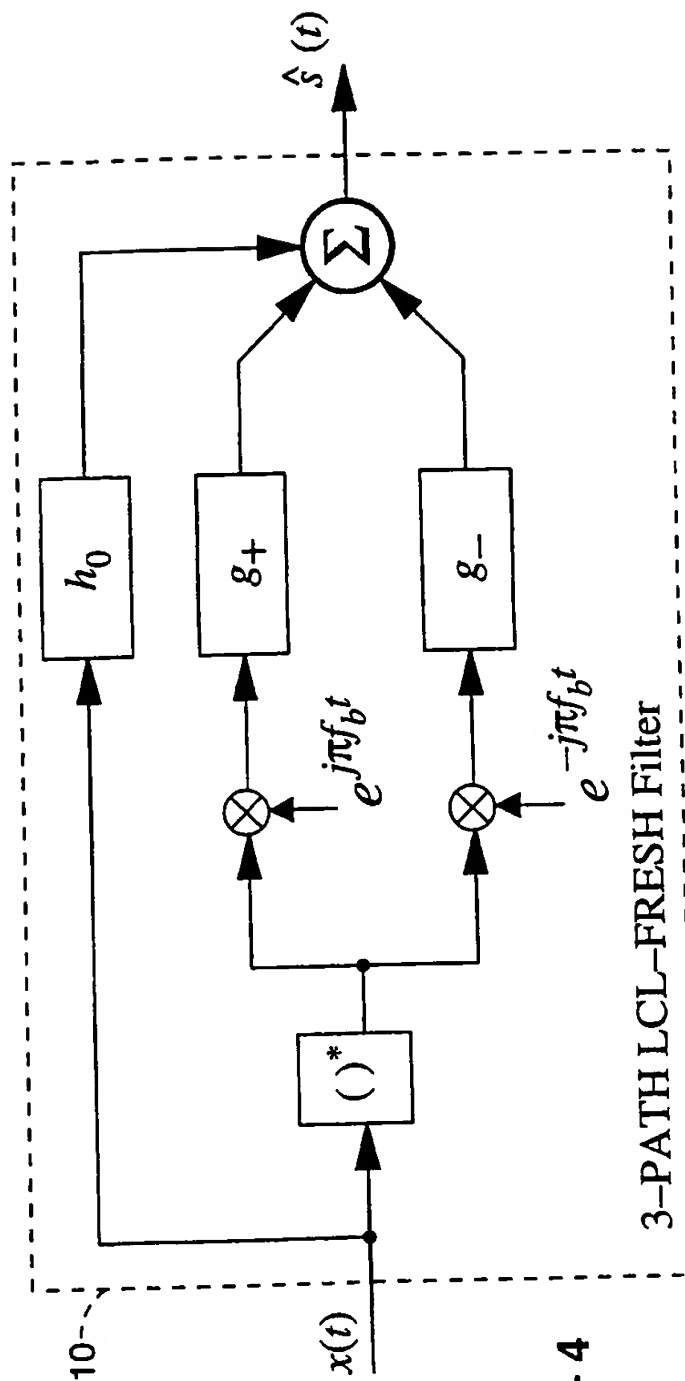 10
x(t)
( )*
h₀
e^{jπf_b t}
g₊
e^{-jπf_b t}
g₋
Σ
ŝ (t)
3–PATH LCL–FRESH Filter
. 4